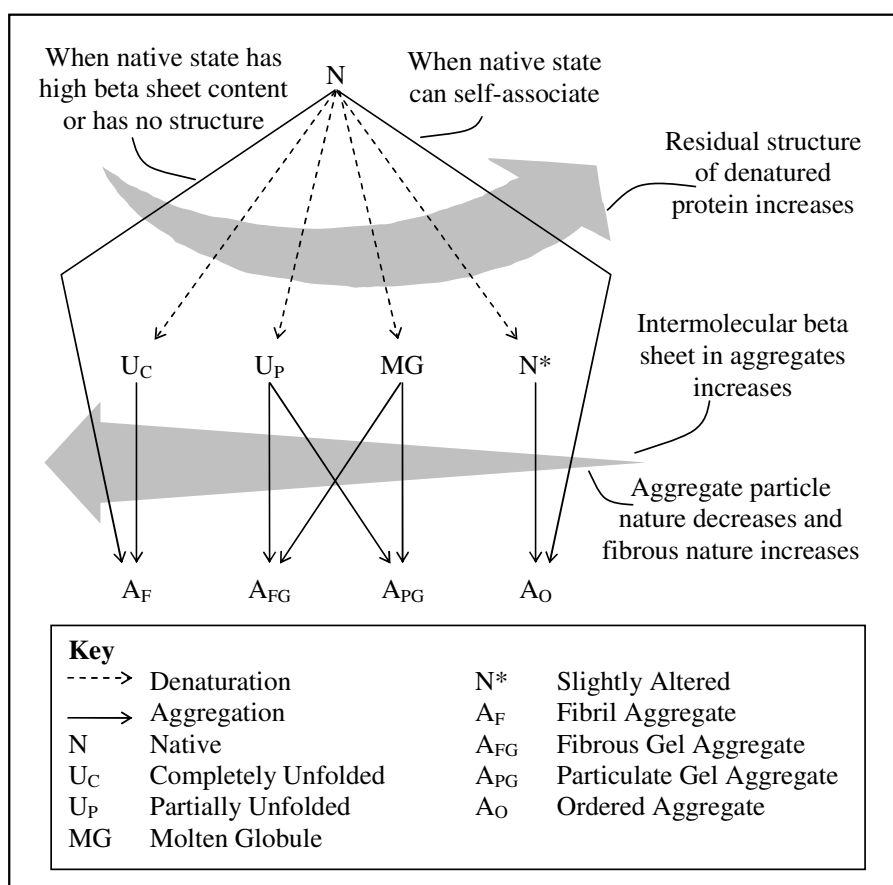 When native state has
high beta sheet content
or has no structure
N
When native state
can self-associate
Residual structure
of denatured
protein increases
U_C U_P MG N*
Intermolecular beta
sheet in aggregates
increases
Aggregate particle
nature decreases and
fibrous nature increases
A_F A_FG A_PG A_O
Key
Denaturation
Aggregation
N Native
U_C Completely Unfolded
U_P Partially Unfolded
MG Molten Globule
N* Slightly Altered
A_F Fibril Aggregate
A_FG Fibrous Gel Aggregate
A_PG Particulate Gel Aggregate
A_O Ordered Aggregate